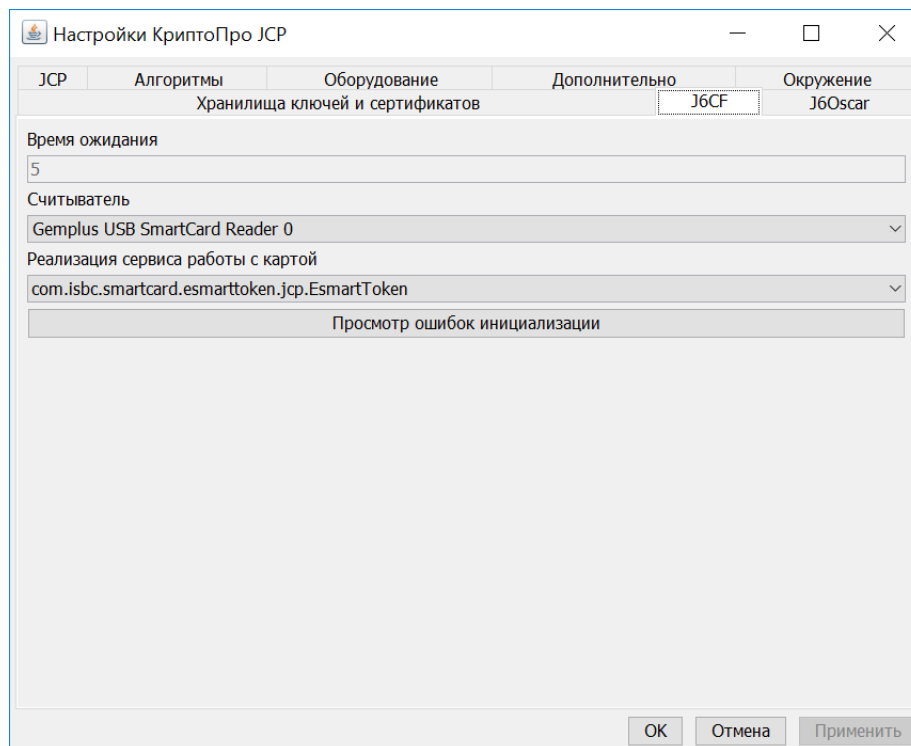 Настройки КриптоПро JCP
JCP Алгоритмы Оборудование Дополнительно Окружение
Хранилища ключей и сертификатов J6CF J6Oscar
Время ожидания
5
Считыватель
Gemplus USB SmartCard Reader 0
Реализация сервиса работы с картой
com.isbc.smartcard.esmarttoken.jcp.EsmartToken
Просмотр ошибок инициализации
OK Отмена Применить